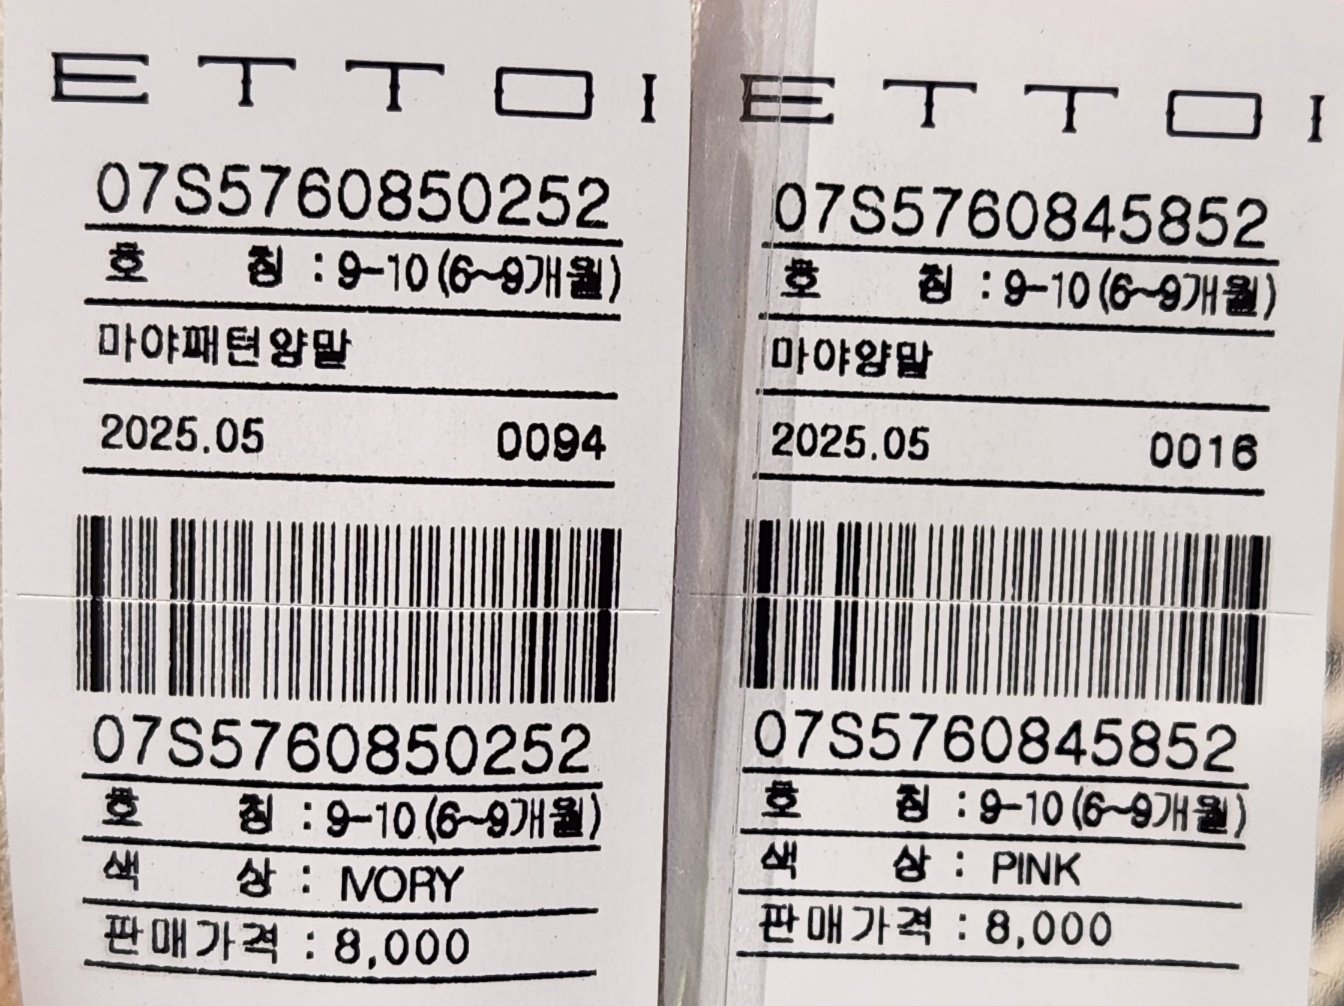 ETTOI
07S5760850252
호 칭 : 9-10(6~9개월)
마야패턴양말
2025.05 0094
07S5760850252
호 칭 : 9-10(6~9개월)
색 상 : IVORY
판매가격 : 8,000
ETTOI
07S5760845852
호 칭 : 9-10(6~9개월)
마야양말
2025.05 0016
07S5760845852
호 칭 : 9-10(6~9개월)
색 상 : PINK
판매가격 : 8,000